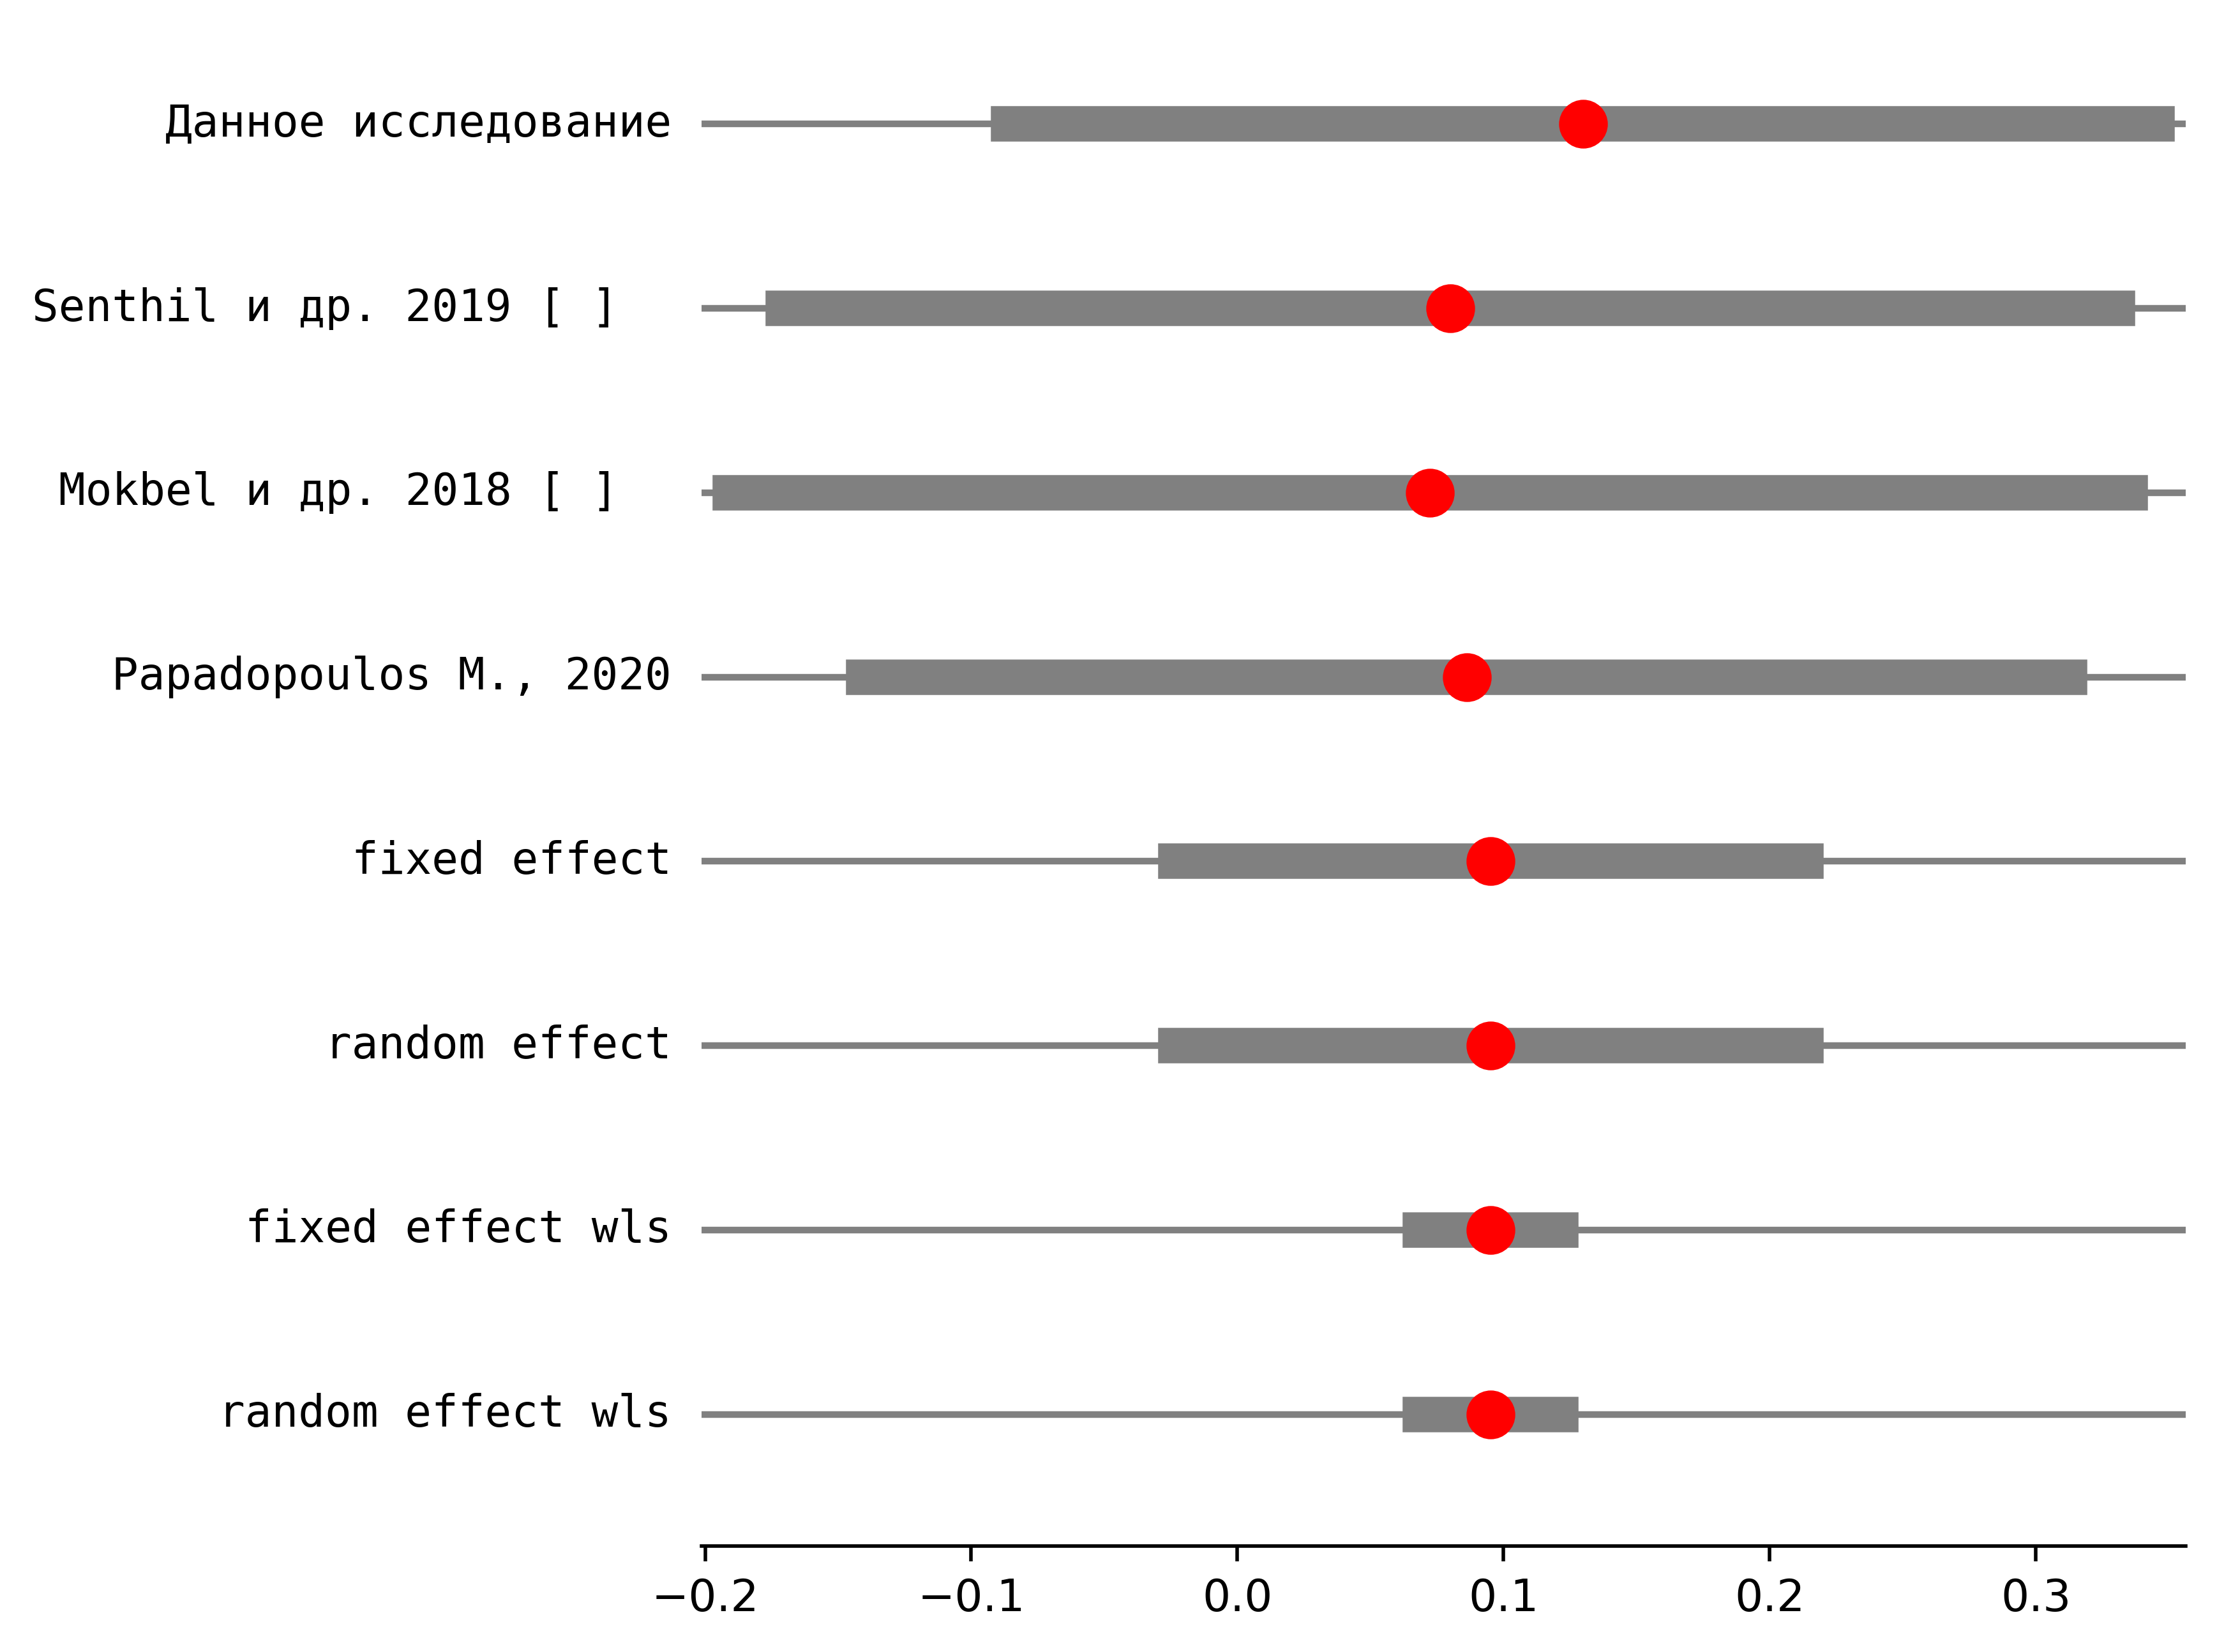 Данное исследование
Senthil и др. 2019 [ ]
Mokbel и др. 2018 [ ]
Papadopoulos M., 2020
fixed effect
random effect
fixed effect wls
random effect wls
−0.2 −0.1 0.0 0.1 0.2 0.3